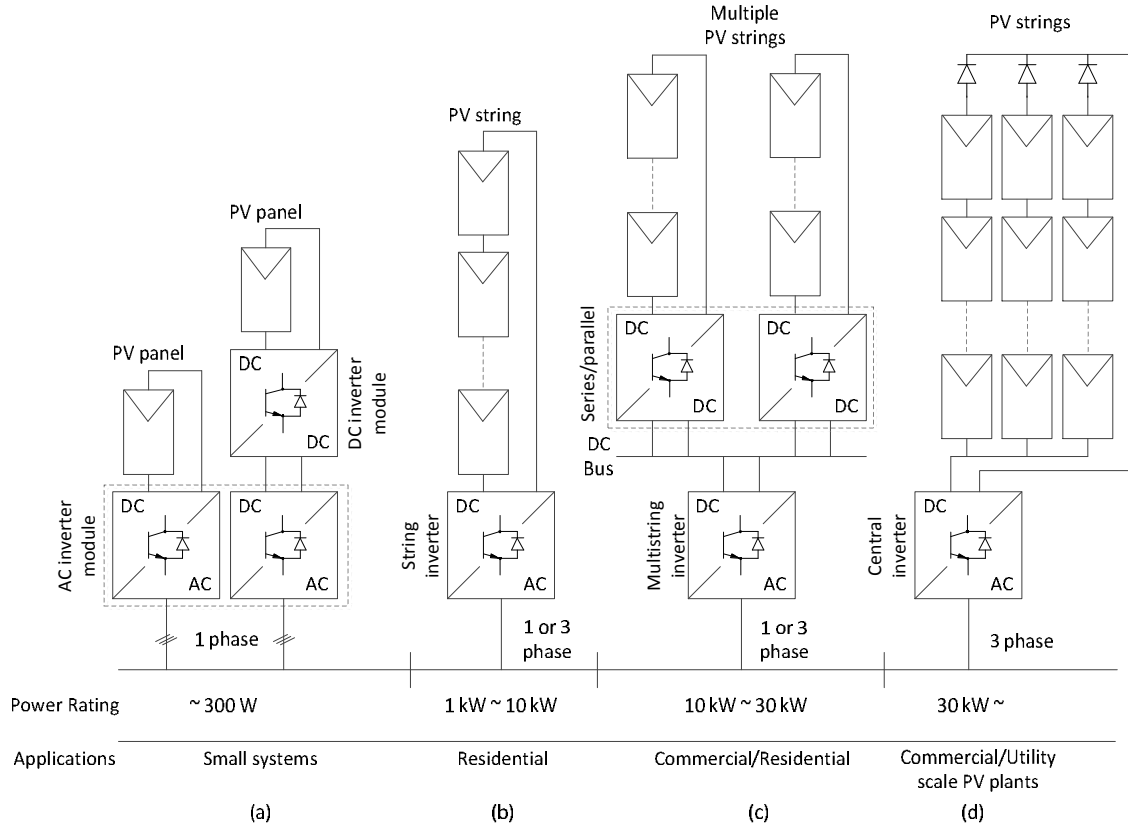 Multiple
PV strings
PV strings
PV string
PV panel
PV panel
DC
DC
DC inverter
module
DC
AC
DC
AC
AC inverter
module
1 phase
DC
AC
String
inverter
1 or 3
phase
DC
DC
DC
DC
Series/parallel
DC
Bus
DC
AC
Multistring
inverter
1 or 3
phase
DC
AC
Central
inverter
3 phase
Power Rating
~ 300 W
1 kW ~ 10 kW
10 kW ~ 30 kW
30 kW ~
Applications
Small systems
Residential
Commercial/Residential
Commercial/Utility
scale PV plants
(a)
(b)
(c)
(d)